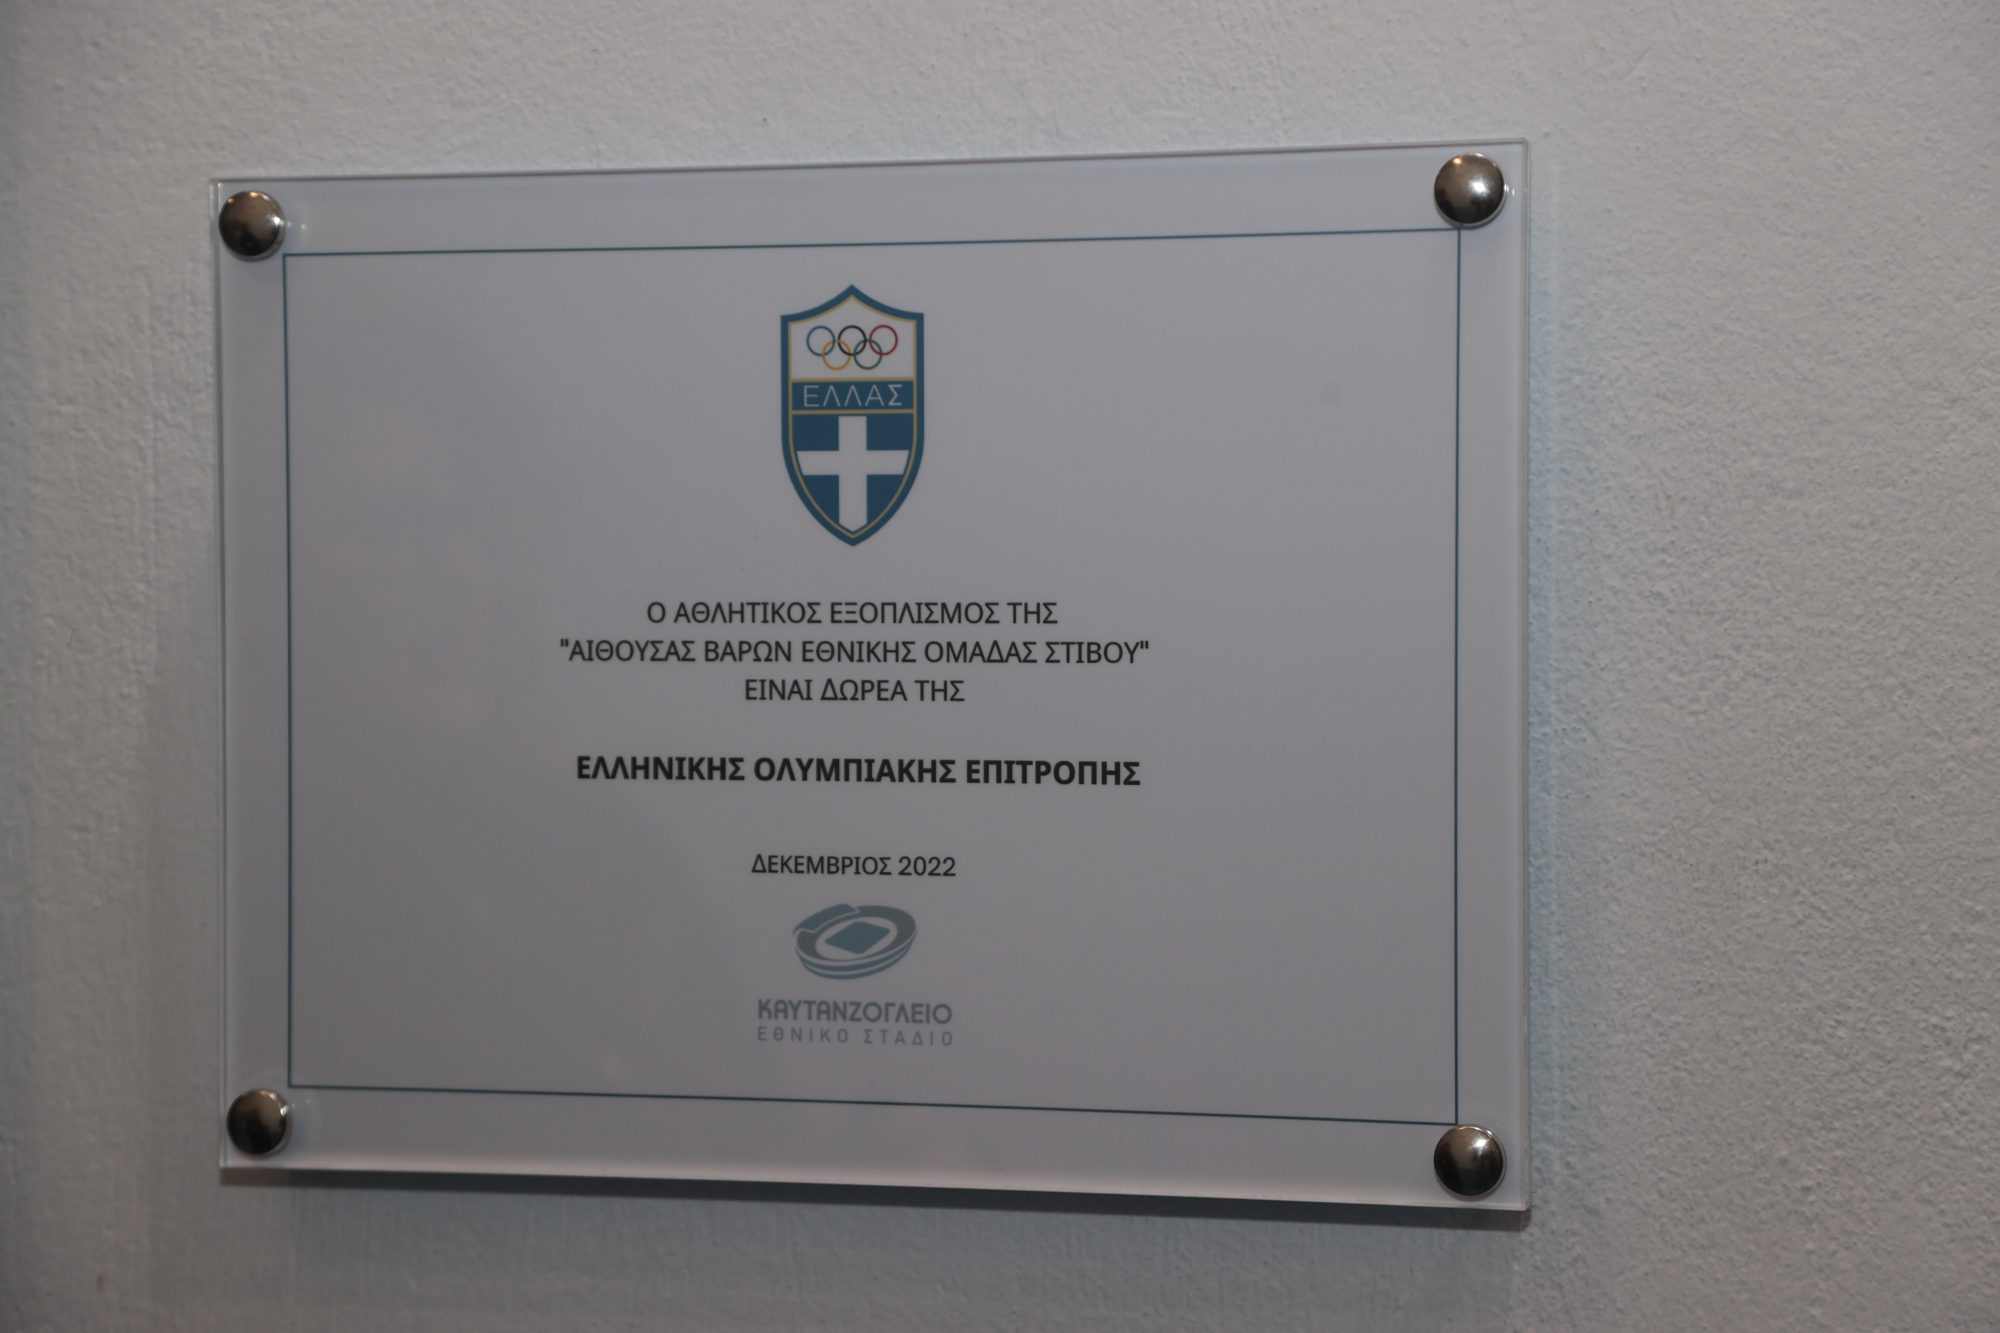 ΕΛΛΑΣ
Ο ΑΘΛΗΤΙΚΟΣ ΕΞΟΠΛΙΣΜΟΣ ΤΗΣ
"ΑΙΘΟΥΣΑΣ ΒΑΡΩΝ ΕΘΝΙΚΗΣ ΟΜΑΔΑΣ ΣΤΙΒΟΥ"
ΕΙΝΑΙ ΔΩΡΕΑ ΤΗΣ
ΕΛΛΗΝΙΚΗΣ ΟΛΥΜΠΙΑΚΗΣ ΕΠΙΤΡΟΠΗΣ
ΔΕΚΕΜΒΡΙΟΣ 2022
ΚΑΥΤΑΝΖΟΓΛΕΙΟ
ΕΘΝΙΚΟ ΣΤΑΔΙΟ